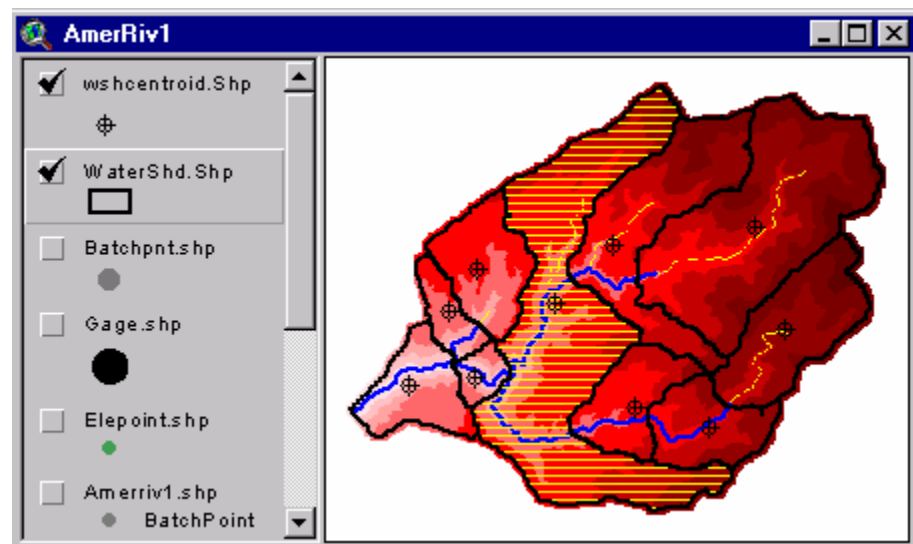 AmerRiv1
wshcentroid.Shp
WaterShd.Shp
Batchpnt.shp
Gage.shp
Elepoint.shp
Amerriv1.shp
BatchPoint